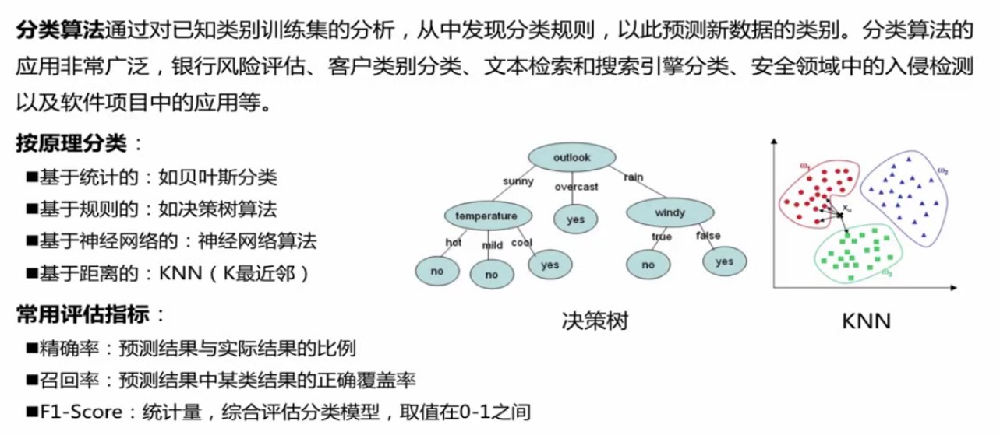 分类算法通过对已知类别训练集的分析，从中发现分类规则，以此预测新数据的类别。分类算法的
应用非常广泛，银行风险评估、客户类别分类、文本检索和搜索引擎分类、安全领域中的入侵检测
以及软件项目中的应用等。
按原理分类：
■基于统计的：如贝叶斯分类
■基于规则的：如决策树算法
■基于神经网络的：神经网络算法
■基于距离的：KNN（K最近邻）
常用评估指标：
■精确率：预测结果与实际结果的比例
■召回率：预测结果中某类结果的正确覆盖率
■F1-Score：统计量，综合评估分类模型，取值在0-1之间
outlook
sunny
overcast
rain
temperature
yes
windy
hot
mild
cool
true
false
no
no
yes
no
yes
决策树
ω₁
ω₂
Xᵤ
ω₃
KNN